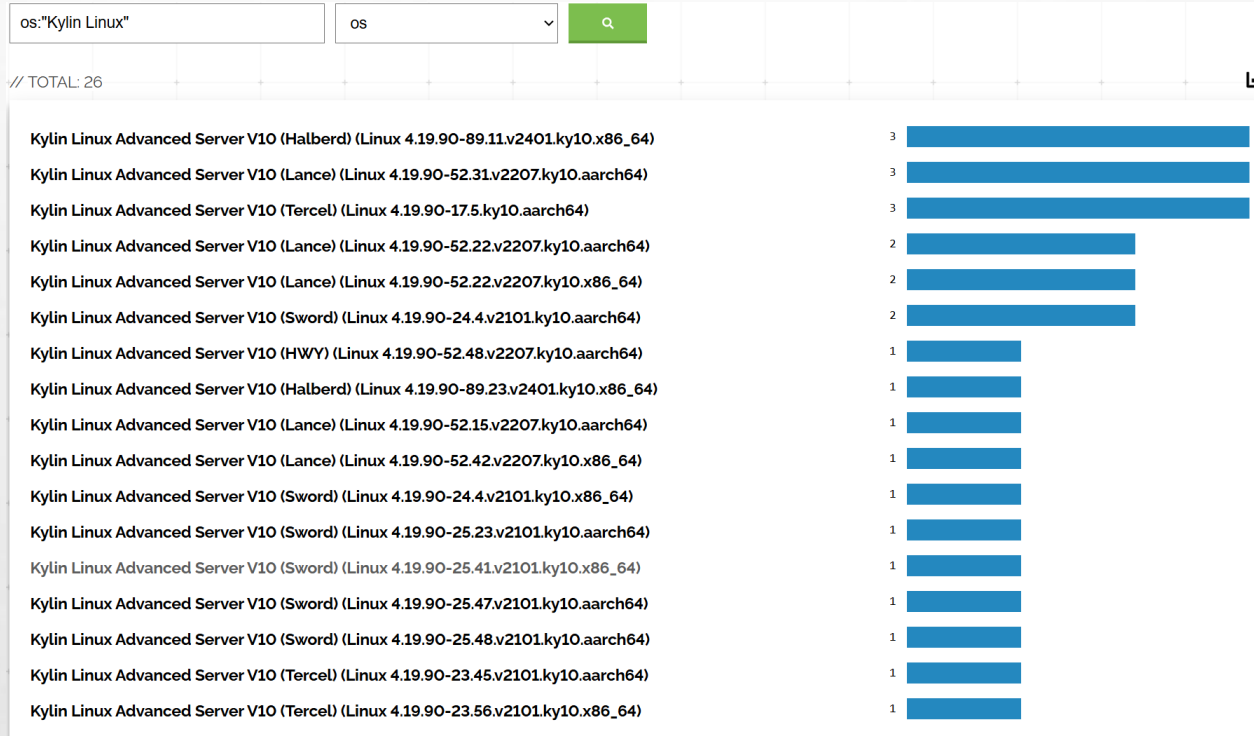 os:"Kylin Linux" os
// TOTAL: 26
Kylin Linux Advanced Server V10 (Halberd) (Linux 4.19.90-89.11.v2401.ky10.x86_64) 3
Kylin Linux Advanced Server V10 (Lance) (Linux 4.19.90-52.31.v2207.ky10.aarch64) 3
Kylin Linux Advanced Server V10 (Tercel) (Linux 4.19.90-17.5.ky10.aarch64) 3
Kylin Linux Advanced Server V10 (Lance) (Linux 4.19.90-52.22.v2207.ky10.aarch64) 2
Kylin Linux Advanced Server V10 (Lance) (Linux 4.19.90-52.22.v2207.ky10.x86_64) 2
Kylin Linux Advanced Server V10 (Sword) (Linux 4.19.90-24.4.v2101.ky10.aarch64) 2
Kylin Linux Advanced Server V10 (HWY) (Linux 4.19.90-52.48.v2207.ky10.aarch64) 1
Kylin Linux Advanced Server V10 (Halberd) (Linux 4.19.90-89.23.v2401.ky10.x86_64) 1
Kylin Linux Advanced Server V10 (Lance) (Linux 4.19.90-52.15.v2207.ky10.aarch64) 1
Kylin Linux Advanced Server V10 (Lance) (Linux 4.19.90-52.42.v2207.ky10.x86_64) 1
Kylin Linux Advanced Server V10 (Sword) (Linux 4.19.90-24.4.v2101.ky10.x86_64) 1
Kylin Linux Advanced Server V10 (Sword) (Linux 4.19.90-25.23.v2101.ky10.aarch64) 1
Kylin Linux Advanced Server V10 (Sword) (Linux 4.19.90-25.41.v2101.ky10.x86_64) 1
Kylin Linux Advanced Server V10 (Sword) (Linux 4.19.90-25.47.v2101.ky10.aarch64) 1
Kylin Linux Advanced Server V10 (Sword) (Linux 4.19.90-25.48.v2101.ky10.aarch64) 1
Kylin Linux Advanced Server V10 (Tercel) (Linux 4.19.90-23.45.v2101.ky10.aarch64) 1
Kylin Linux Advanced Server V10 (Tercel) (Linux 4.19.90-23.56.v2101.ky10.x86_64) 1